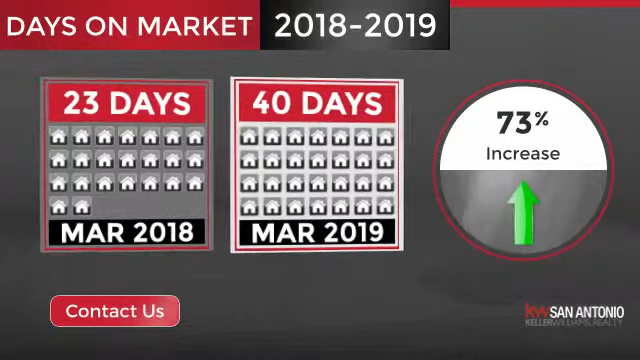 DAYS ON MARKET 2018-2019
23 DAYS
MAR 2018
40 DAYS
MAR 2019
73%
Increase
Contact Us
kw SAN ANTONIO
KELLERWILLIAMS. REALTY